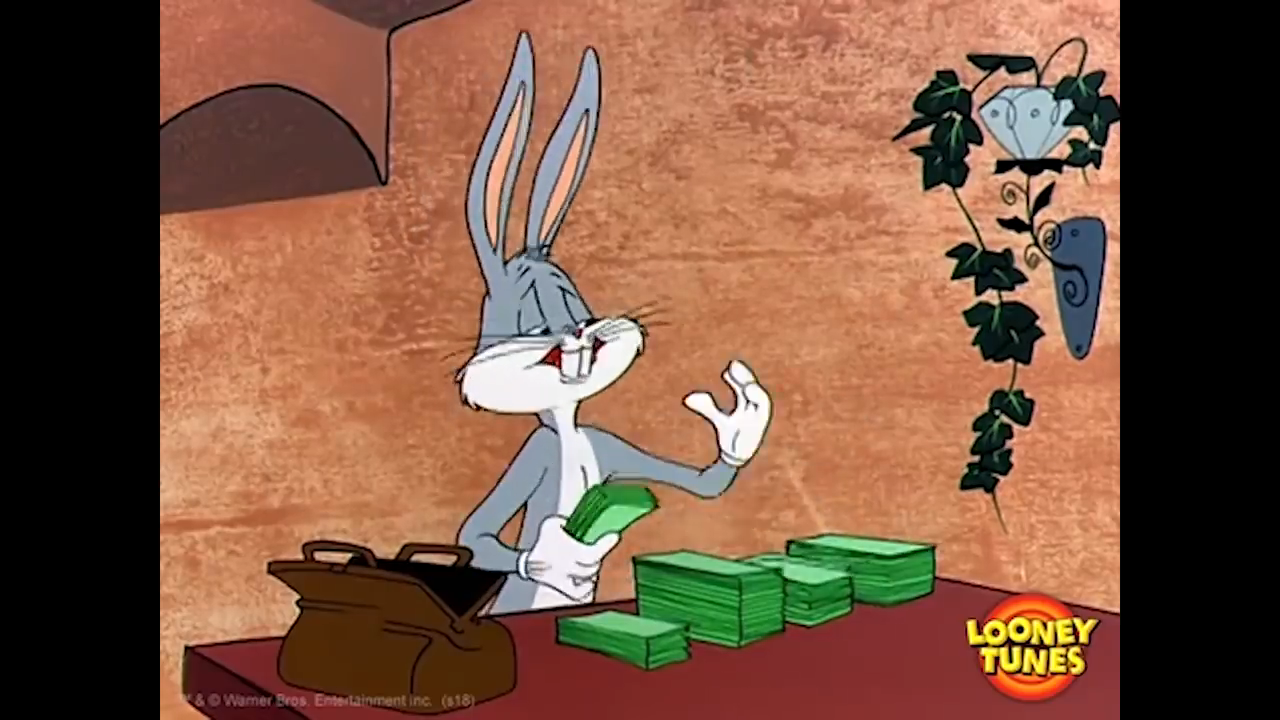 LOONEY
TUNES
& © Warner Bros. Entertainment Inc. (s18)